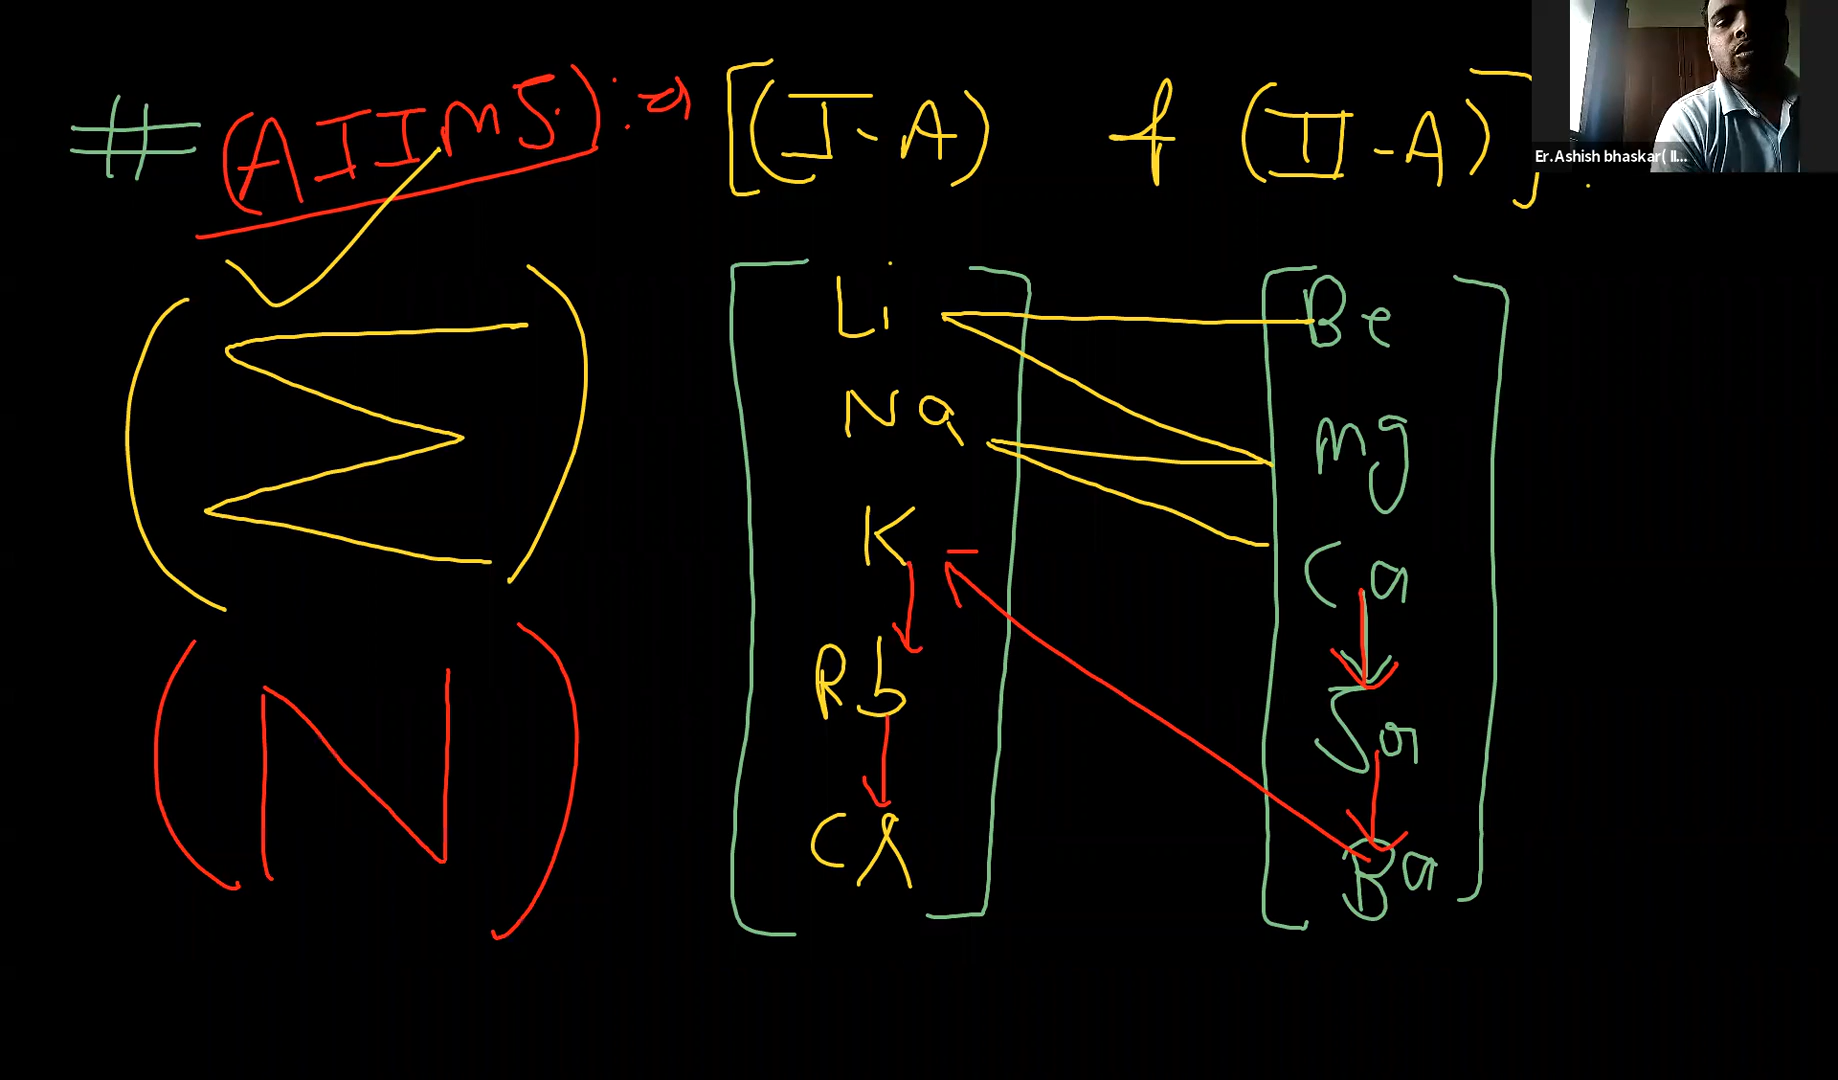 # (AIIMS) : ⇒ [(I-A) & (II-A)] .
Er.Ashish bhaskar( II...
Li Be
Na Mg
K Ca
Rb Sr
Cs Ba
N